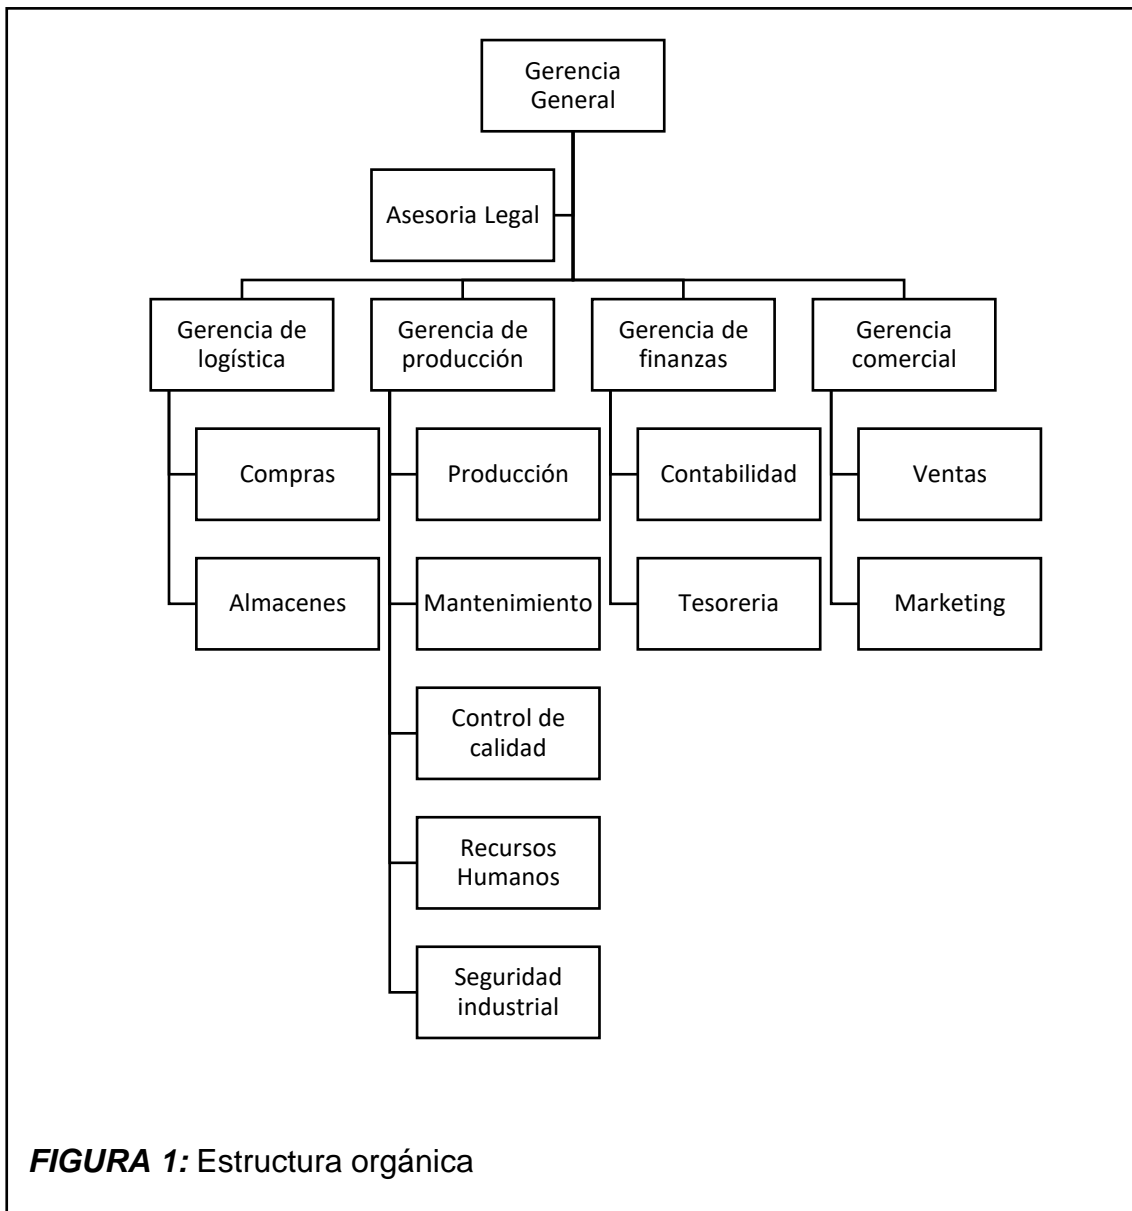 Gerencia
General
Asesoria Legal
Gerencia de
logística
Gerencia de
producción
Gerencia de
finanzas
Gerencia
comercial
Compras
Producción
Contabilidad
Ventas
Almacenes
Mantenimiento
Tesoreria
Marketing
Control de
calidad
Recursos
Humanos
Seguridad
industrial
FIGURA 1: Estructura orgánica